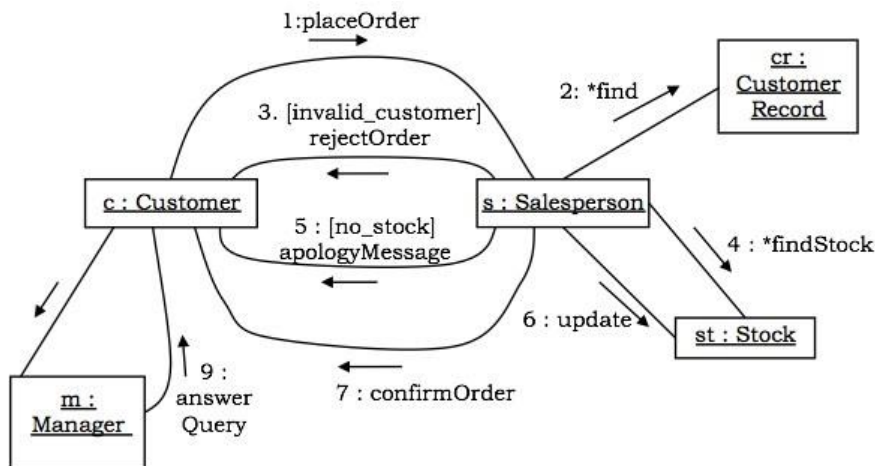 1:placeOrder
cr :
Customer
Record
2: *find
3. [invalid_customer]
rejectOrder
c : Customer
s : Salesperson
5 : [no_stock]
apologyMessage
4 : *findStock
6 : update
st : Stock
7 : confirmOrder
9 :
answer
Query
m :
Manager